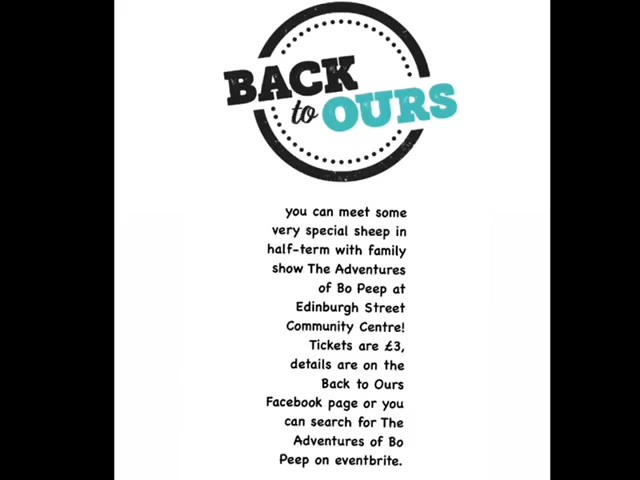 BACK
to OURS
you can meet some
very special sheep in
half-term with family
show The Adventures
of Bo Peep at
Edinburgh Street
Community Centre!
Tickets are £3,
details are on the
Back to Ours
Facebook page or you
can search for The
Adventures of Bo
Peep on eventbrite.